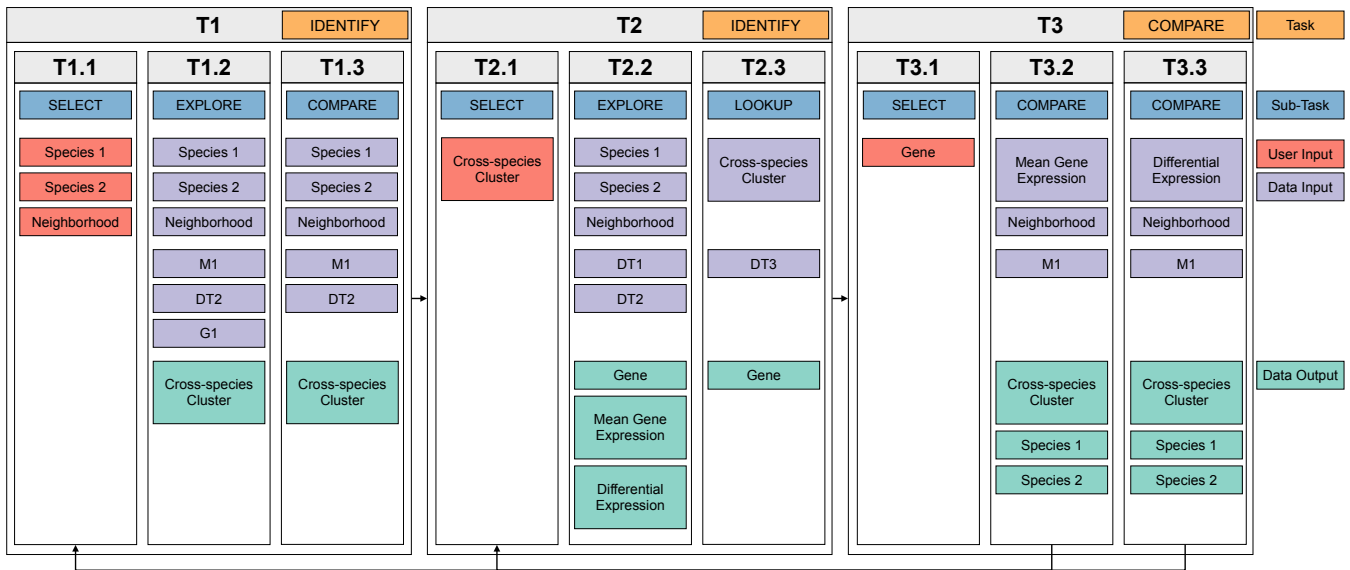 T1
IDENTIFY
T1.1
SELECT
Species 1
Species 2
Neighborhood
T1.2
EXPLORE
Species 1
Species 2
Neighborhood
M1
DT2
G1
Cross-species
Cluster
T1.3
COMPARE
Species 1
Species 2
Neighborhood
M1
DT2
Cross-species
Cluster
T2
IDENTIFY
T2.1
SELECT
Cross-species
Cluster
T2.2
EXPLORE
Species 1
Species 2
Neighborhood
DT1
DT2
Gene
Mean Gene
Expression
Differential
Expression
T2.3
LOOKUP
Cross-species
Cluster
DT3
Gene
T3
COMPARE
T3.1
SELECT
Gene
T3.2
COMPARE
Mean Gene
Expression
Neighborhood
M1
Cross-species
Cluster
Species 1
Species 2
T3.3
COMPARE
Differential
Expression
Neighborhood
M1
Cross-species
Cluster
Species 1
Species 2
Task
Sub-Task
User Input
Data Input
Data Output